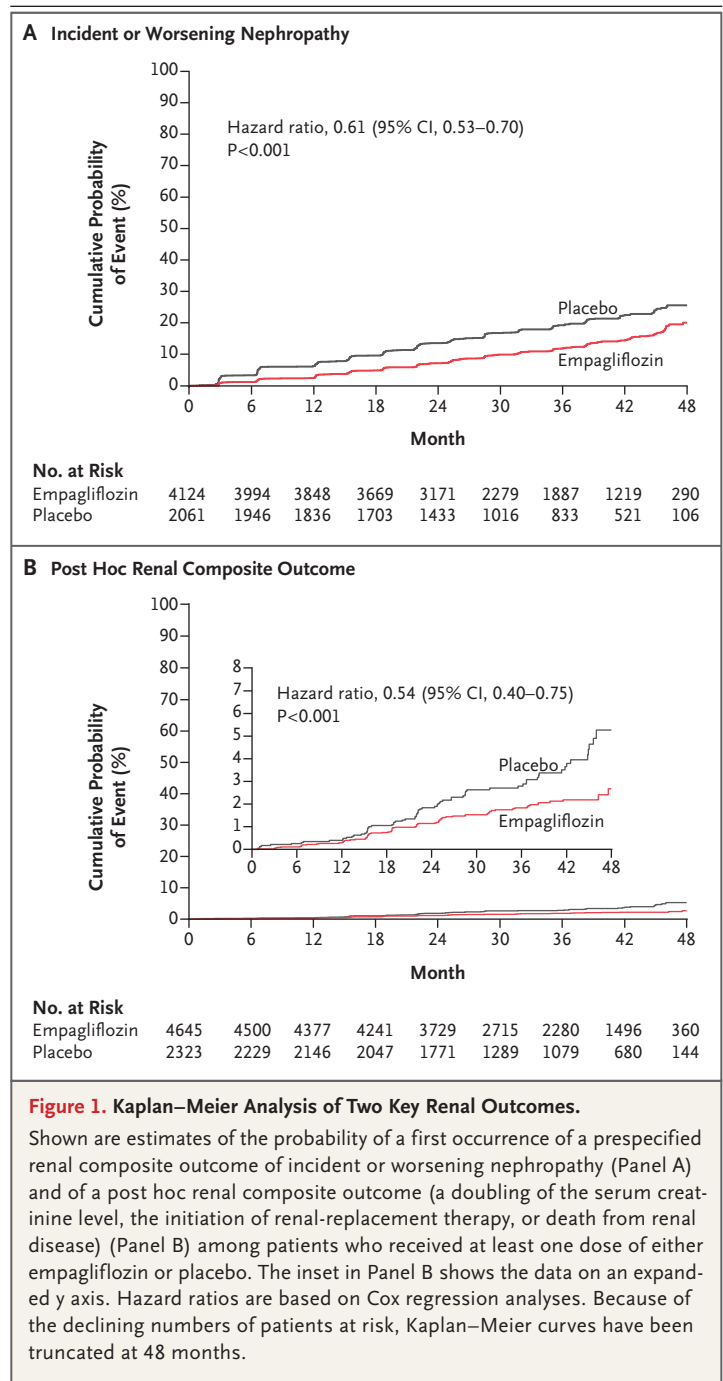 A Incident or Worsening Nephropathy
100
90
80
70
60
50
40
30
20
10
0
Cumulative Probability
of Event (%)
Hazard ratio, 0.61 (95% CI, 0.53–0.70)
P<0.001
Placebo
Empagliflozin
0 6 12 18 24 30 36 42 48
Month
No. at Risk
Empagliflozin 4124 3994 3848 3669 3171 2279 1887 1219 290
Placebo 2061 1946 1836 1703 1433 1016 833 521 106
B Post Hoc Renal Composite Outcome
100
90
80
70
60
50
40
30
20
10
0
Cumulative Probability
of Event (%)
8
7
6
5
4
3
2
1
0
Hazard ratio, 0.54 (95% CI, 0.40–0.75)
P<0.001
Placebo
Empagliflozin
0 6 12 18 24 30 36 42 48
0 6 12 18 24 30 36 42 48
Month
No. at Risk
Empagliflozin 4645 4500 4377 4241 3729 2715 2280 1496 360
Placebo 2323 2229 2146 2047 1771 1289 1079 680 144
Figure 1. Kaplan–Meier Analysis of Two Key Renal Outcomes.
Shown are estimates of the probability of a first occurrence of a prespecified
renal composite outcome of incident or worsening nephropathy (Panel A)
and of a post hoc renal composite outcome (a doubling of the serum creat-
inine level, the initiation of renal-replacement therapy, or death from renal
disease) (Panel B) among patients who received at least one dose of either
empagliflozin or placebo. The inset in Panel B shows the data on an expand-
ed y axis. Hazard ratios are based on Cox regression analyses. Because of
the declining numbers of patients at risk, Kaplan–Meier curves have been
truncated at 48 months.